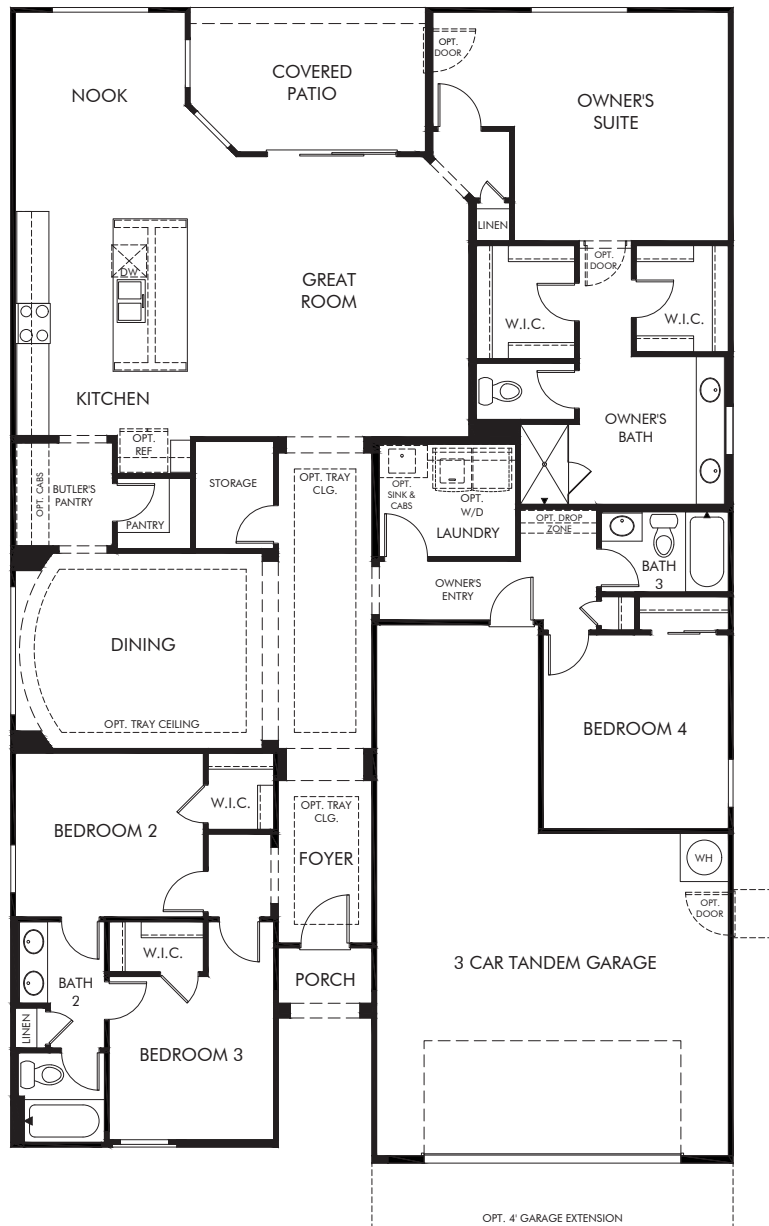 OPT.
DOOR
COVERED
PATIO
NOOK
OWNER'S
SUITE
LINEN
OPT.
DOOR
DW
GREAT
ROOM
W.I.C.
W.I.C.
KITCHEN
OWNER'S
BATH
OPT.
REF
OPT. CABS
BUTLER'S
PANTRY
PANTRY
STORAGE
OPT. TRAY
CLG.
OPT.
SINK &
CABS
OPT.
W/D
LAUNDRY
OPT. DROP
ZONE
BATH
3
OWNER'S
ENTRY
DINING
OPT. TRAY CEILING
BEDROOM 4
W.I.C.
BEDROOM 2
OPT. TRAY
CLG.
FOYER
WH
OPT.
DOOR
W.I.C.
3 CAR TANDEM GARAGE
BATH
2
PORCH
LINEN
BEDROOM 3
OPT. 4' GARAGE EXTENSION